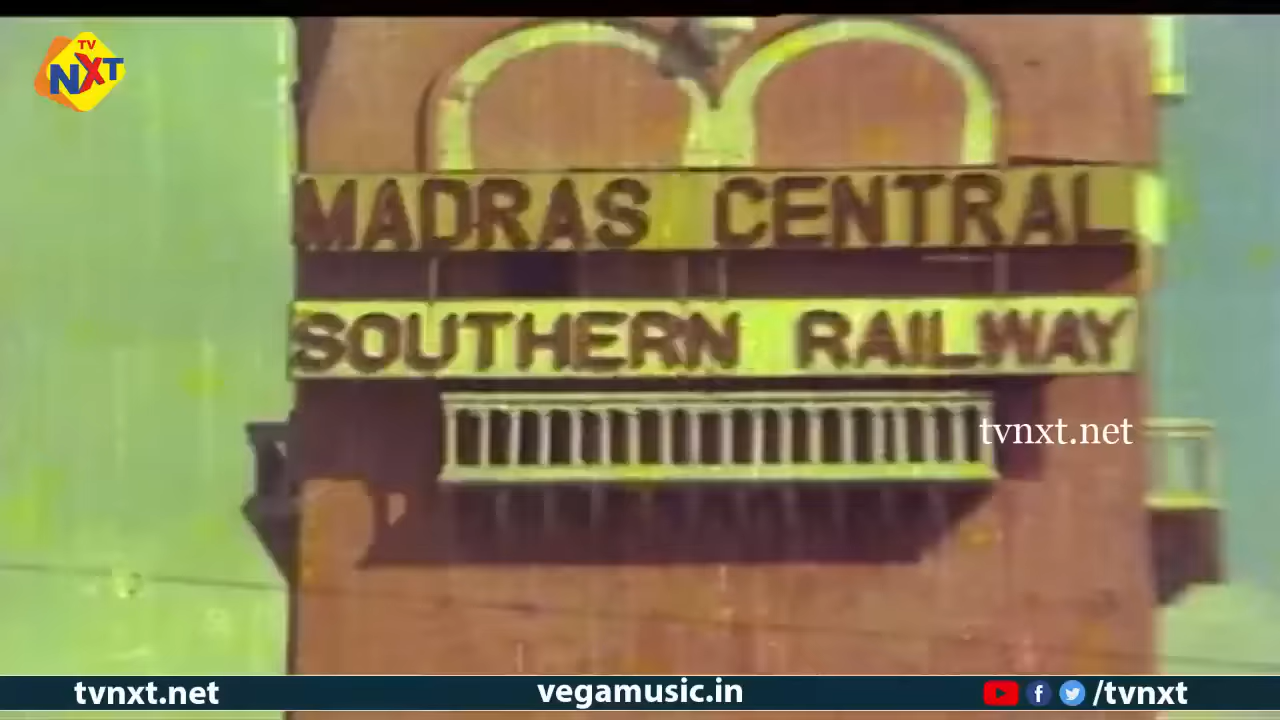 TV
NXT
MADRAS CENTRAL
SOUTHERN RAILWAY
tvnxt.net
tvnxt.net vegamusic.in /tvnxt